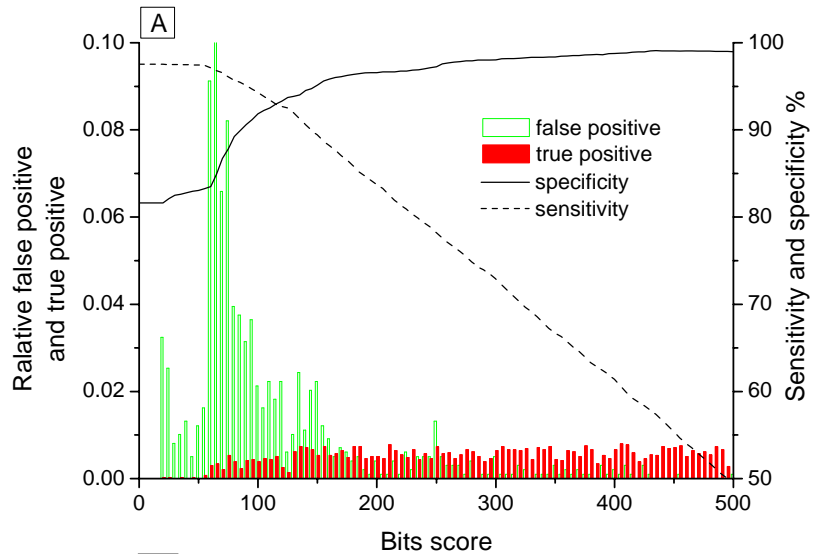 A
0.10
0.08
0.06
0.04
0.02
0.00
Ralative false positive
and true positive
100
90
80
70
60
50
Sensitivity and specificity %
false positive
true positive
specificity
sensitivity
0
100
200
300
400
500
Bits score